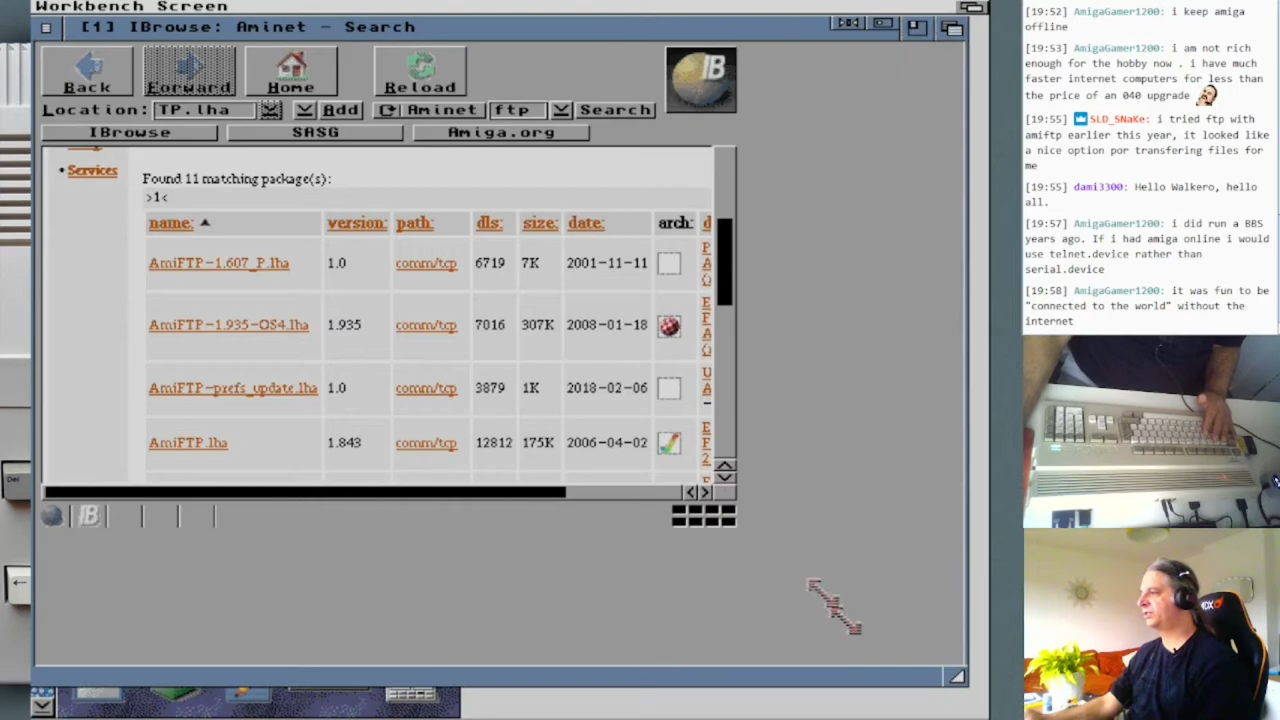 Workbench Screen
[1] IBrowse: Aminet - Search
Back
Forward
Home
Reload
IB
Location: TP.lha Add Aminet ftp Search
IBrowse SASG Amiga.org
• Services
Found 11 matching package(s):
>1<
name: version: path: dls: size: date: arch: d
AmiFTP-1.607_P.lha 1.0 comm/tcp 6719 7K 2001-11-11
AmiFTP-1.935-OS4.lha 1.935 comm/tcp 7016 307K 2008-01-18
AmiFTP-prefs_update.lha 1.0 comm/tcp 3879 1K 2018-02-06
AmiFTP.lha 1.843 comm/tcp 12812 175K 2006-04-02
IB
Del
[19:52] AmigaGamer1200: i keep amiga
offline
[19:53] AmigaGamer1200: i am not rich
enough for the hobby now . i have much
faster internet computers for less than
the price of an 040 upgrade
[19:55] SLD_SNaKe: i tried ftp with
amiftp earlier this year, it looked like
a nice option por transfering files for
me
[19:55] dami3300: Hello Walkero, hello
all.
[19:57] AmigaGamer1200: i did run a BBS
years ago. If i had amiga online i would
use telnet.device rather than
serial.device
[19:58] AmigaGamer1200: it was fun to be
"connected to the world" without the
internet